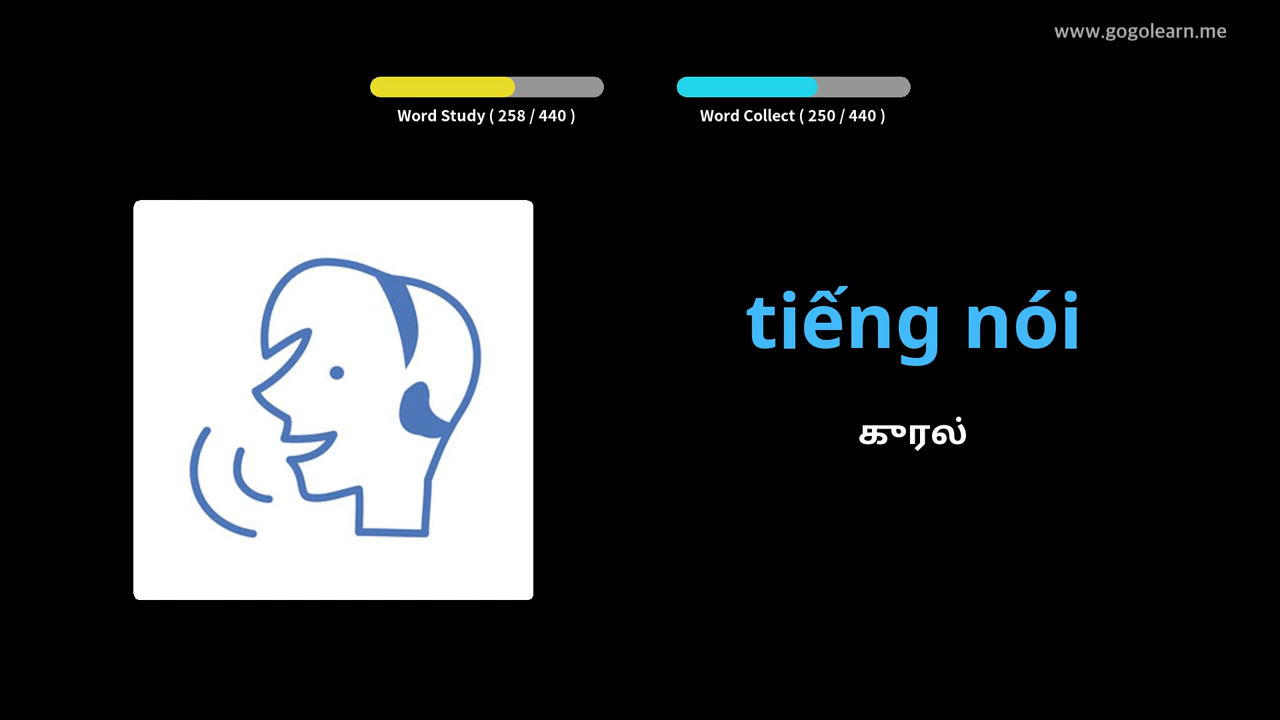 www.gogolearn.me
Word Study ( 258 / 440 )
Word Collect ( 250 / 440 )
tiếng nói
குரல்